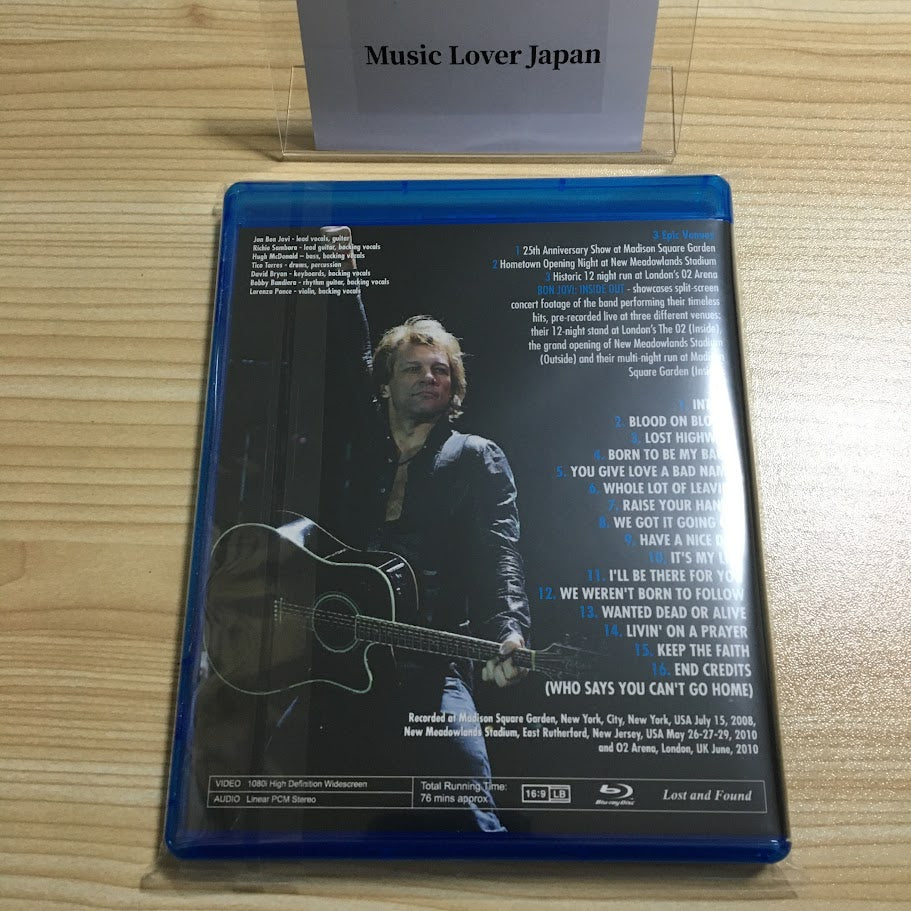 Music Lover Japan
Jon Bon Jovi - lead vocals, guitar
Richie Sambora - lead guitar, backing vocals
Hugh McDonald – bass, backing vocals
Tico Torres - drums, percussion
David Bryan - keyboards, backing vocals
Bobby Bandiera - rhythm guitar, backing vocals
Lorenza Ponce - violin, backing vocals
3 Epic Venues
1 25th Anniversary Show at Madison Square Garden
2 Hometown Opening Night at New Meadowlands Stadium
3 Historic 12 night run at London's O2 Arena
BON JOVI: INSIDE OUT - showcases split-screen
concert footage of the band performing their timeless
hits, pre-recorded live at three different venues:
their 12-night stand at London's The O2 (Inside),
the grand opening of New Meadowlands Stadium
(Outside) and their multi-night run at Madison
Square Garden (Insi
1. INT
2. BLOOD ON BLO
3. LOST HIGHW
4. BORN TO BE MY BA
5. YOU GIVE LOVE A BAD NAM
6. WHOLE LOT OF LEAVI
7. RAISE YOUR HAN
8. WE GOT IT GOING
9. HAVE A NICE D
10. IT'S MY L
11. I'LL BE THERE FOR YO
12. WE WEREN'T BORN TO FOLLOW
13. WANTED DEAD OR ALIVE
14. LIVIN' ON A PRAYER
15. KEEP THE FAITH
16. END CREDITS
(WHO SAYS YOU CAN'T GO HOME)
Recorded at Madison Square Garden, New York, City, New York, USA July 15, 2008,
New Meadowlands Stadium, East Rutherford, New Jersey, USA May 26-27-29, 2010
and O2 Arena, London, UK June, 2010
VIDEO 1080i High Definition Widescreen
AUDIO Linear PCM Stereo
Total Running Time:
76 mins approx
16:9 LB
Blu-ray Disc
Lost and Found